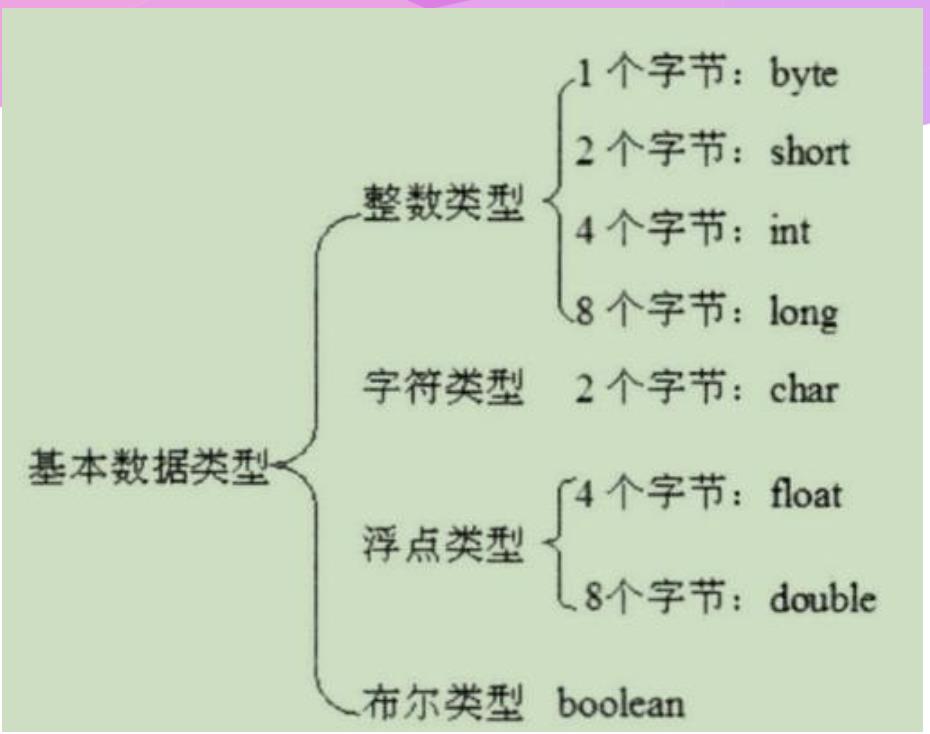 1 个字节：byte
2 个字节：short
整数类型
4 个字节：int
8 个字节：long
字符类型 2 个字节：char
基本数据类型
4 个字节：float
浮点类型
8个字节：double
布尔类型 boolean